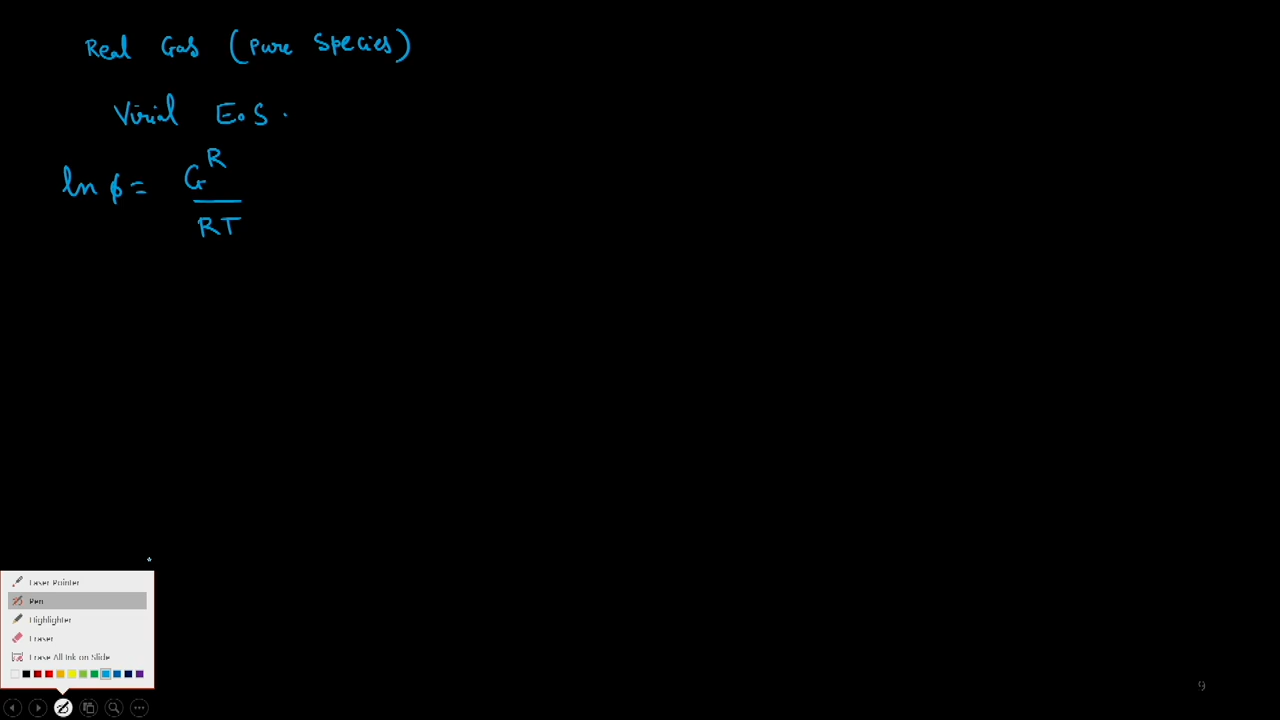 Real Gas (Pure Species)
Virial EoS.
ln ϕ = G^R / RT
Laser Pointer
Pen
Highlighter
Eraser
Erase All Ink on Slide
9